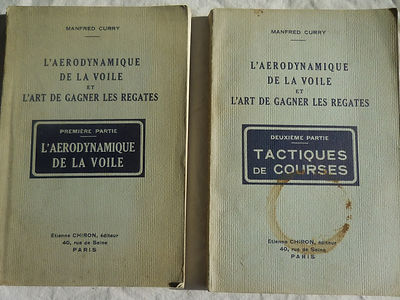 MANFRED CURRY
L'AERODYNAMIQUE
DE LA VOILE
ET
L'ART DE GAGNER LES REGATES
PREMIÈRE PARTIE
L'AERODYNAMIQUE
DE LA VOILE
Etienne CHIRON, éditeur
40, rue de Seine
PARIS
MANFRED CURRY
L'AERODYNAMIQUE
DE LA VOILE
ET
L'ART DE GAGNER LES REGATES
DEUXIÈME PARTIE
TACTIQUES
DE COURSES
Etienne CHIRON, éditeur
40, rue de Seine
PARIS